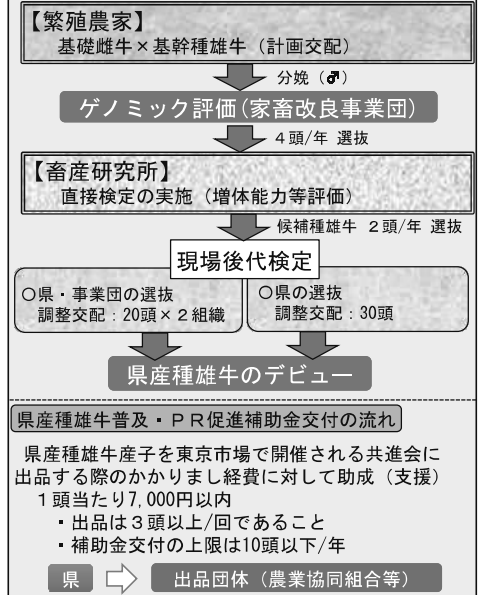 【繁殖農家】
基礎雌牛×基幹種雄牛（計画交配）
分娩（♂）
ゲノミック評価(家畜改良事業団)
４頭/年 選抜
【畜産研究所】
直接検定の実施（増体能力等評価）
候補種雄牛 ２頭/年 選抜
現場後代検定
○県・事業団の選抜
調整交配：20頭×２組織
○県の選抜
調整交配：30頭
県産種雄牛のデビュー
県産種雄牛普及・ＰＲ促進補助金交付の流れ
県産種雄牛産子を東京市場で開催される共進会に
出品する際のかかりまし経費に対して助成（支援）
１頭当たり7,000円以内
・出品は３頭以上/回であること
・補助金交付の上限は10頭以下/年
県
出品団体（農業協同組合等）